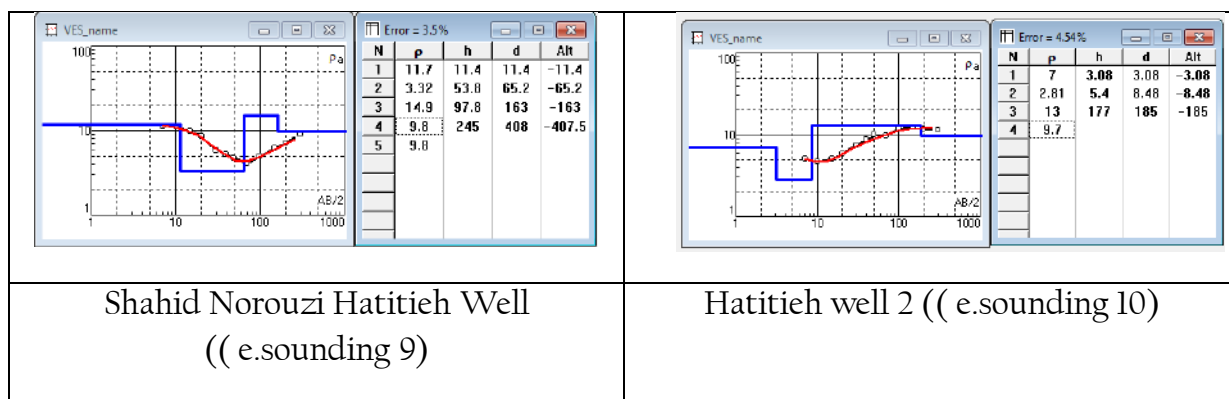 VES_name
Error = 3.5%
100
ρa
10
1
AB/2
1 10 100 1000
N ρ h d Alt
1 11.7 11.4 11.4 -11.4
2 3.32 53.8 65.2 -65.2
3 14.9 97.8 163 -163
4 9.8 245 408 -407.5
5 9.8
VES_name
Error = 4.54%
100
ρa
10
1
AB/2
1 10 100 1000
N ρ h d Alt
1 7 3.08 3.08 -3.08
2 2.81 5.4 8.48 -8.48
3 13 177 185 -185
4 9.7
Shahid Norouzi Hatitieh Well
(( e.sounding 9)
Hatitieh well 2 (( e.sounding 10)